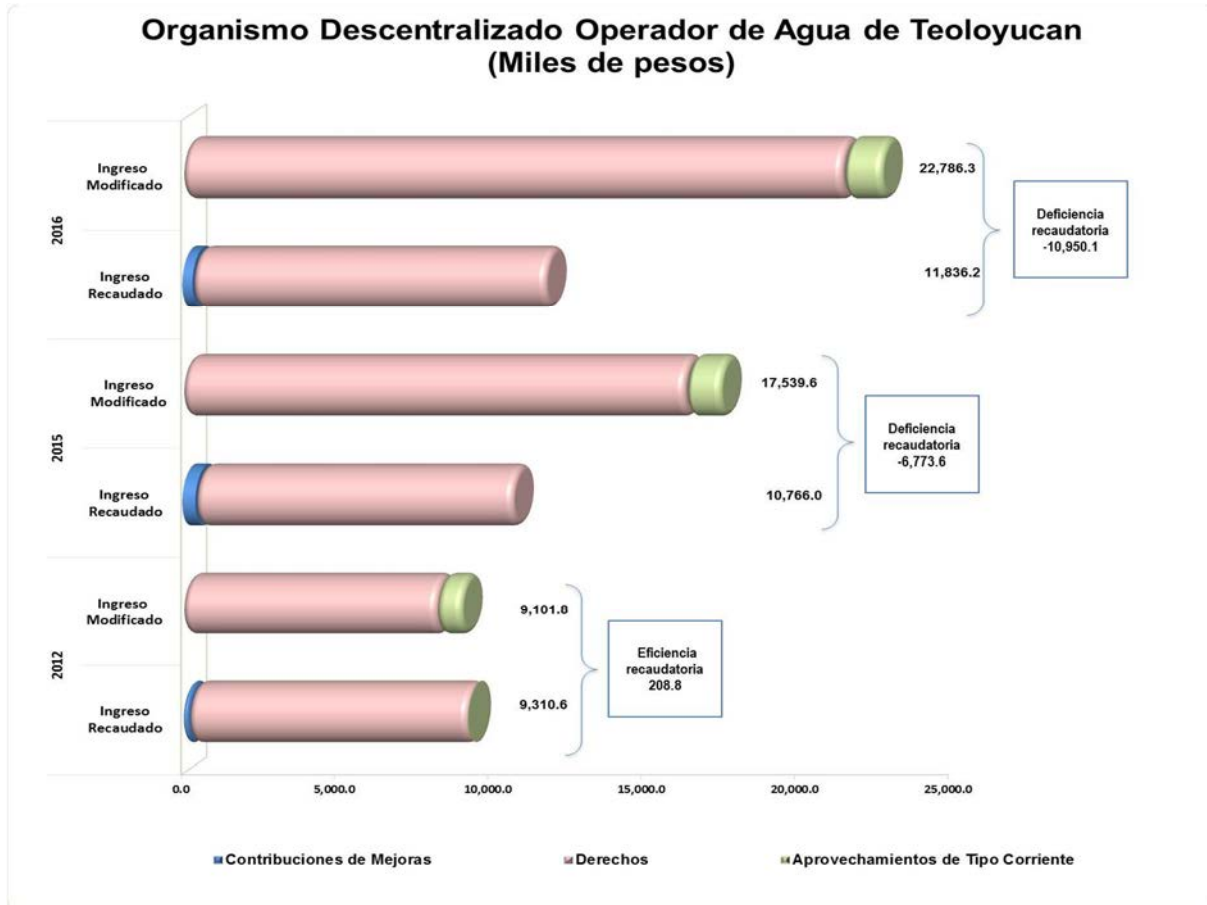 Organismo Descentralizado Operador de Agua de Teoloyucan
(Miles de pesos)
2016
Ingreso
Modificado
22,786.3
Ingreso
Recaudado
11,836.2
Deficiencia
recaudatoria
-10,950.1
2015
Ingreso
Modificado
17,539.6
Ingreso
Recaudado
10,766.0
Deficiencia
recaudatoria
-6,773.6
2012
Ingreso
Modificado
9,101.8
Ingreso
Recaudado
9,310.6
Eficiencia
recaudatoria
208.8
0.0
5,000.0
10,000.0
15,000.0
20,000.0
25,000.0
Contribuciones de Mejoras
Derechos
Aprovechamientos de Tipo Corriente